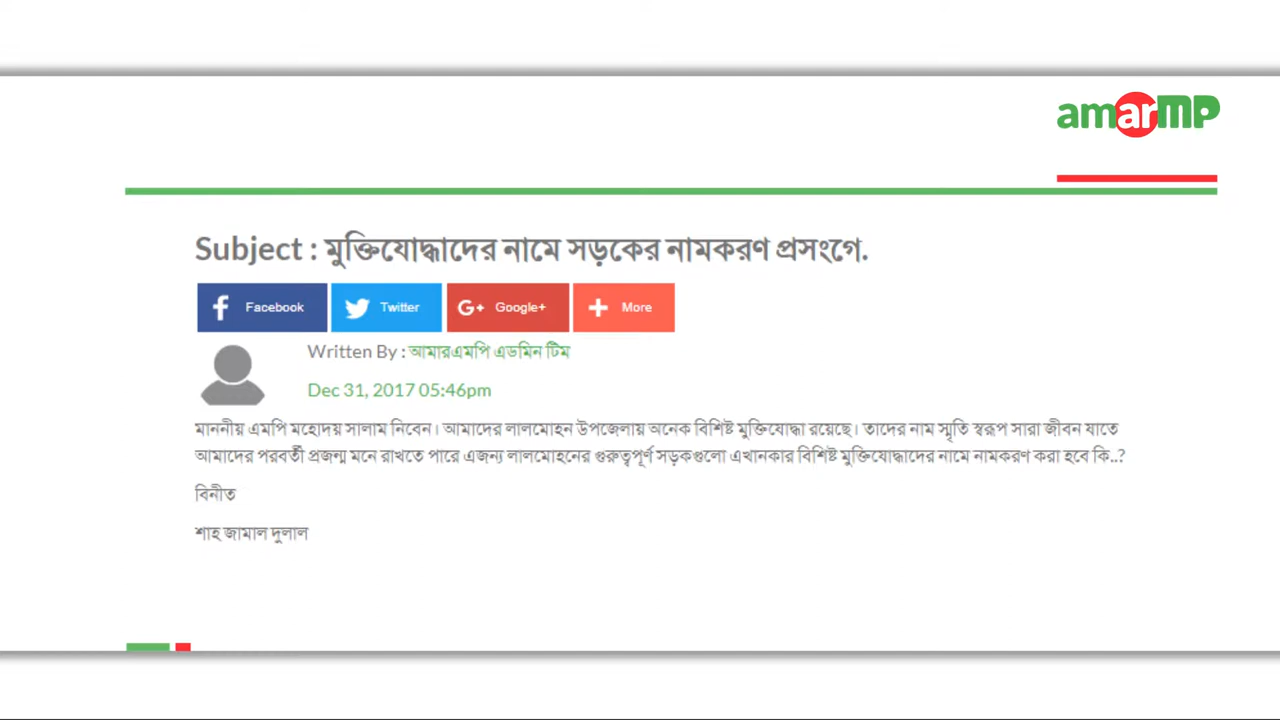 amarMP
Subject : মুক্তিযোদ্ধাদের নামে সড়কের নামকরণ প্রসংগে.
Facebook Twitter G+ Google+ More
Written By : আমারএমপি এডমিন টিম
Dec 31, 2017 05:46pm
মাননীয় এমপি মহোদয় সালাম নিবেন। আমাদের লালমোহন উপজেলায় অনেক বিশিষ্ট মুক্তিযোদ্ধা রয়েছে। তাদের নাম স্মৃতি স্বরূপ সারা জীবন যাতে
আমাদের পরবর্তী প্রজন্ম মনে রাখতে পারে এজন্য লালমোহনের গুরুত্বপূর্ণ সড়কগুলো এখানকার বিশিষ্ট মুক্তিযোদ্ধাদের নামে নামকরণ করা হবে কি..?
বিনীত
শাহ জামাল দুলাল